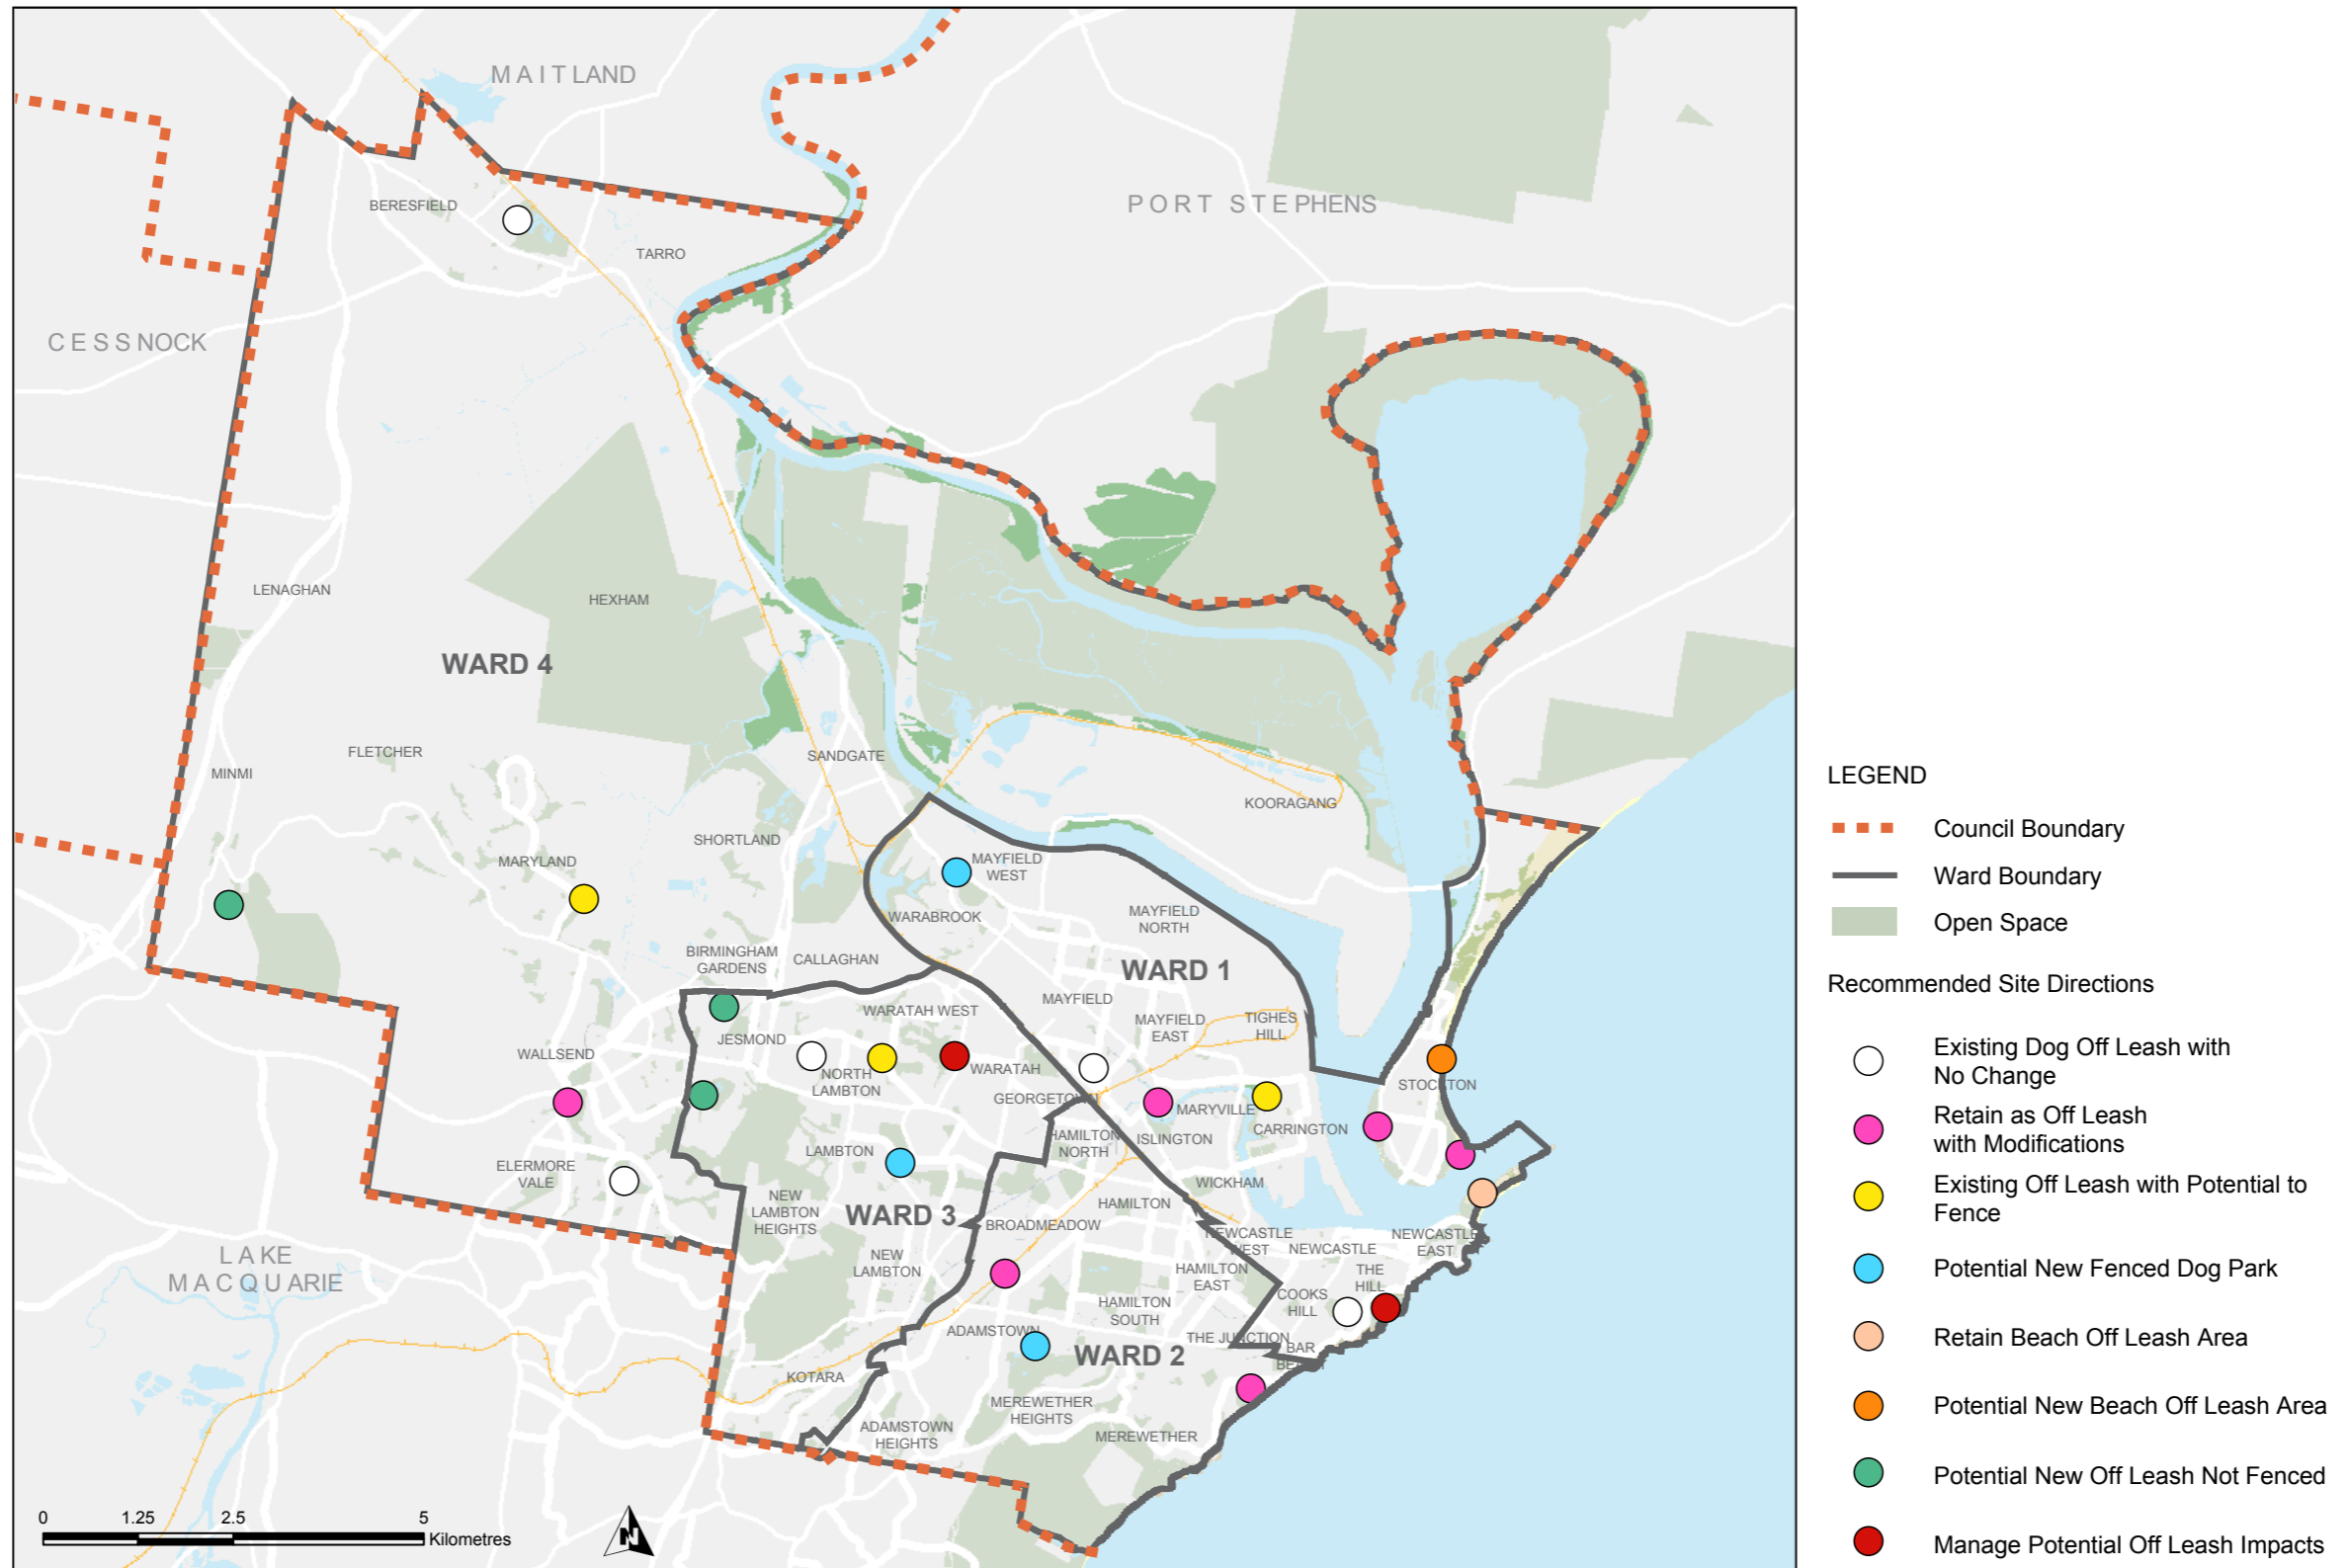 MAITLAND
BERESFIELD
PORT STEPHENS
TARRO
CESSNOCK
LENAGHAN
HEXHAM
WARD 4
FLETCHER
SANDGATE
MINMI
KOORAGANG
SHORTLAND
MARYLAND
MAYFIELD
WEST
WARABROOK
MAYFIELD
NORTH
BIRMINGHAM
GARDENS
CALLAGHAN
WARD 1
MAYFIELD
WARATAH WEST
MAYFIELD
EAST
TIGHES
HILL
JESMOND
WALLSEND
NORTH
LAMBTON
WARATAH
STOCKTON
GEORGETOWN
MARYVILLE
CARRINGTON
HAMILTON
NORTH
ISLINGTON
LAMBTON
ELERMORE
VALE
WICKHAM
NEW
LAMBTON
HEIGHTS
HAMILTON
WARD 3
BROADMEADOW
NEWCASTLE
WEST
NEWCASTLE
NEWCASTLE
EAST
LAKE
MACQUARIE
NEW
LAMBTON
HAMILTON
EAST
THE
HILL
COOKS
HILL
HAMILTON
SOUTH
ADAMSTOWN
THE JUNCTION
BAR
BEACH
WARD 2
KOTARA
MEREWETHER
HEIGHTS
ADAMSTOWN
HEIGHTS
MEREWETHER
0 1.25 2.5 5
Kilometres
N
LEGEND
Council Boundary
Ward Boundary
Open Space
Recommended Site Directions
Existing Dog Off Leash with
No Change
Retain as Off Leash
with Modifications
Existing Off Leash with Potential to
Fence
Potential New Fenced Dog Park
Retain Beach Off Leash Area
Potential New Beach Off Leash Area
Potential New Off Leash Not Fenced
Manage Potential Off Leash Impacts